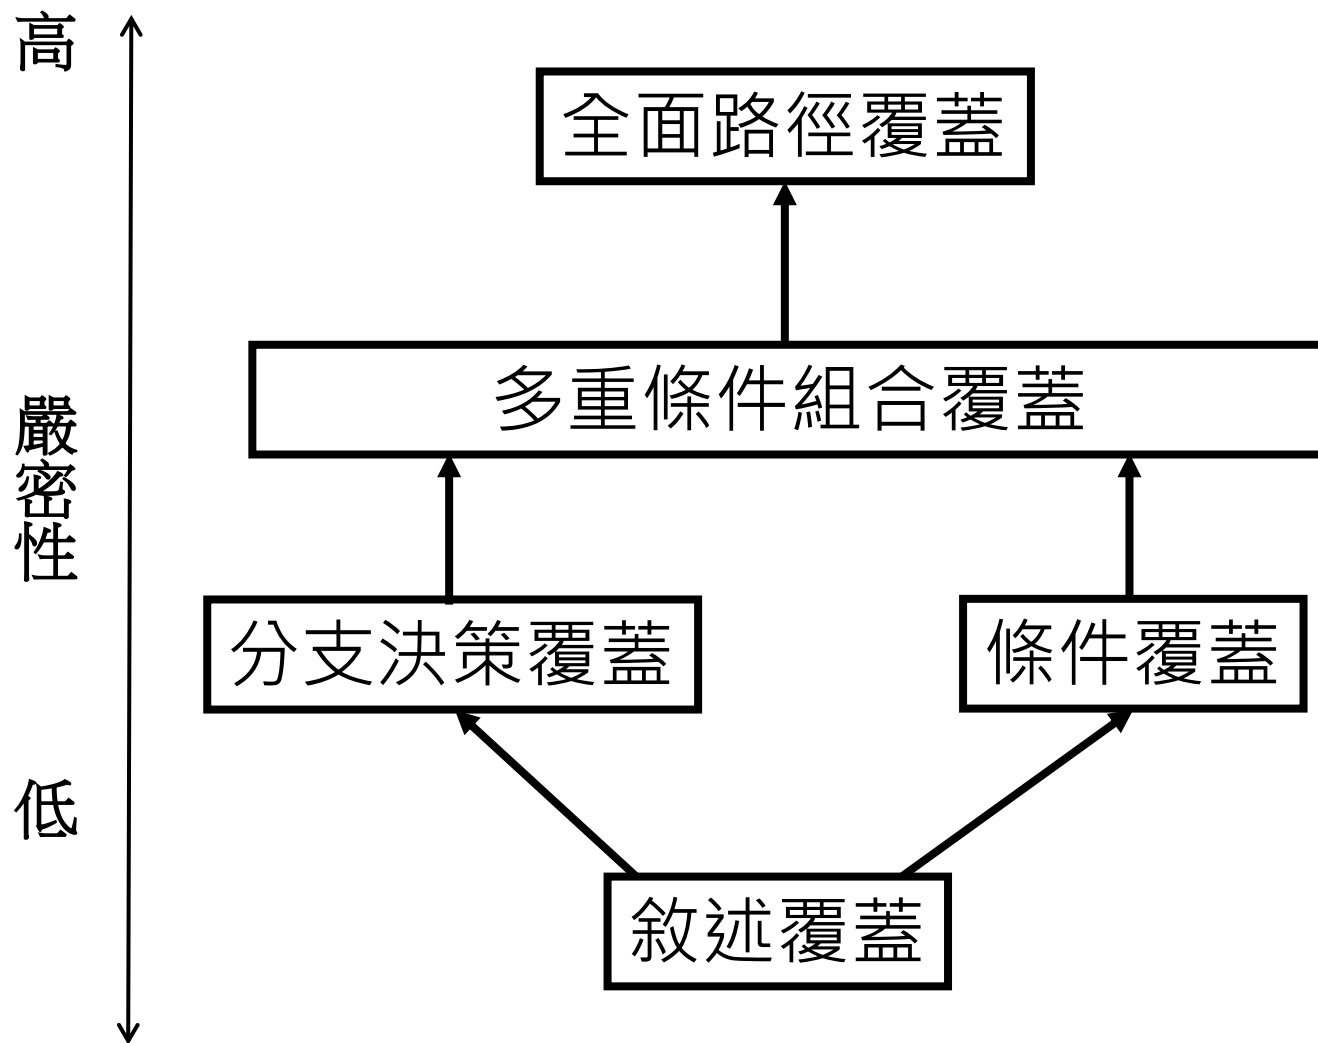 高
全面路徑覆蓋
多重條件組合覆蓋
嚴密性
分支決策覆蓋
條件覆蓋
低
敘述覆蓋